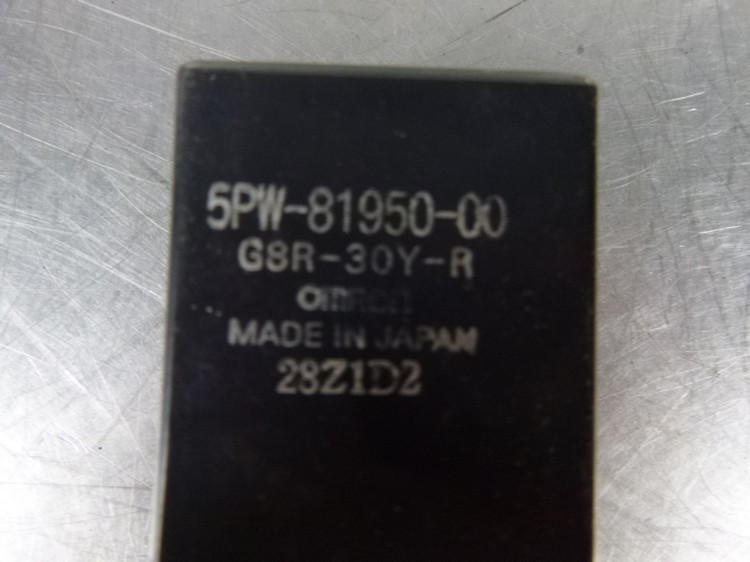 5PW-81950-00
G8R-30Y-R
OMRON
MADE IN JAPAN
28Z1D2